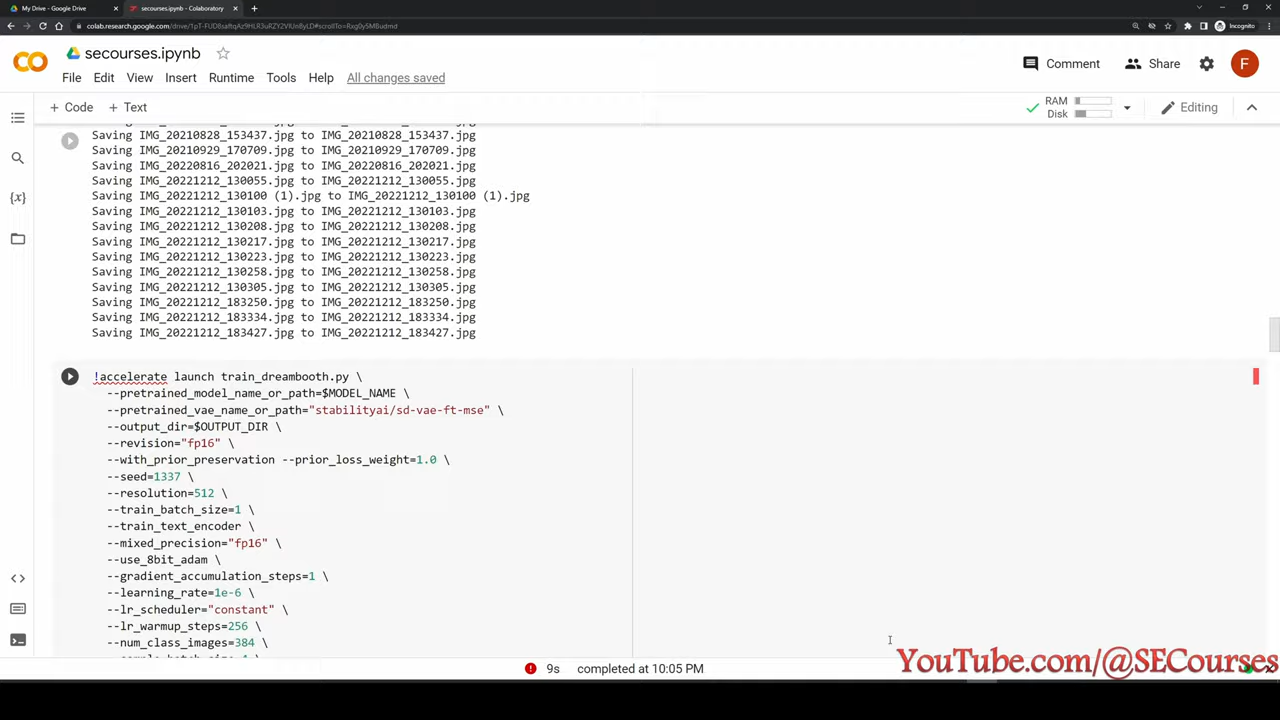 My Drive - Google Drive
secourses.ipynb - Colaboratory
colab.research.google.com/drive/
Incognito
secourses.ipynb
File Edit View Insert Runtime Tools Help All changes saved
Comment Share F
+ Code + Text
RAM
Disk
Editing
Saving IMG_20210828_153437.jpg to IMG_20210828_153437.jpg
Saving IMG_20210929_170709.jpg to IMG_20210929_170709.jpg
Saving IMG_20220816_202021.jpg to IMG_20220816_202021.jpg
Saving IMG_20221212_130055.jpg to IMG_20221212_130055.jpg
Saving IMG_20221212_130100 (1).jpg to IMG_20221212_130100 (1).jpg
Saving IMG_20221212_130103.jpg to IMG_20221212_130103.jpg
Saving IMG_20221212_130208.jpg to IMG_20221212_130208.jpg
Saving IMG_20221212_130217.jpg to IMG_20221212_130217.jpg
Saving IMG_20221212_130223.jpg to IMG_20221212_130223.jpg
Saving IMG_20221212_130258.jpg to IMG_20221212_130258.jpg
Saving IMG_20221212_130305.jpg to IMG_20221212_130305.jpg
Saving IMG_20221212_183250.jpg to IMG_20221212_183250.jpg
Saving IMG_20221212_183334.jpg to IMG_20221212_183334.jpg
Saving IMG_20221212_183427.jpg to IMG_20221212_183427.jpg
!accelerate launch train_dreambooth.py \
--pretrained_model_name_or_path=$MODEL_NAME \
--pretrained_vae_name_or_path="stabilityai/sd-vae-ft-mse" \
--output_dir=$OUTPUT_DIR \
--revision="fp16" \
--with_prior_preservation --prior_loss_weight=1.0 \
--seed=1337 \
--resolution=512 \
--train_batch_size=1 \
--train_text_encoder \
--mixed_precision="fp16" \
--use_8bit_adam \
--gradient_accumulation_steps=1 \
--learning_rate=1e-6 \
--lr_scheduler="constant" \
--lr_warmup_steps=256 \
--num_class_images=384 \
9s completed at 10:05 PM
YouTube.com/@SECourses